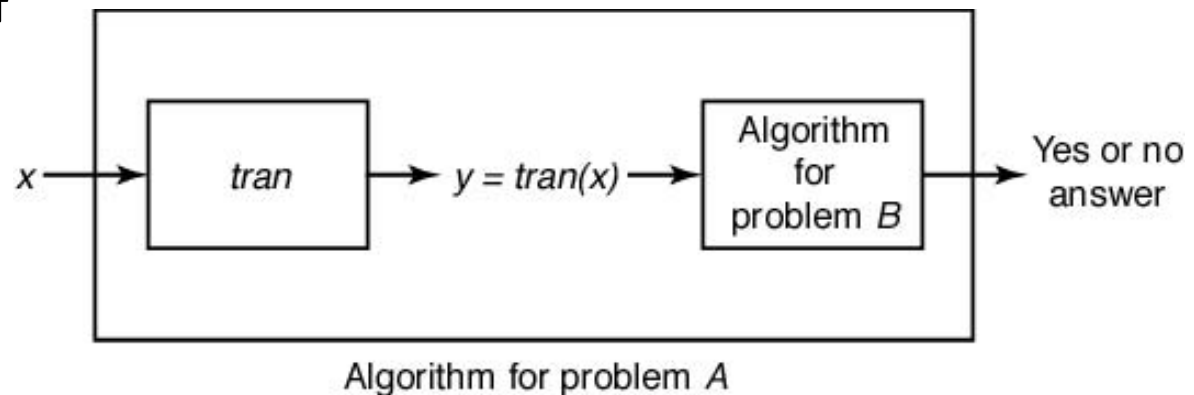 x
tran
y = tran(x)
Algorithm
for
problem B
Yes or no
answer
Algorithm for problem A